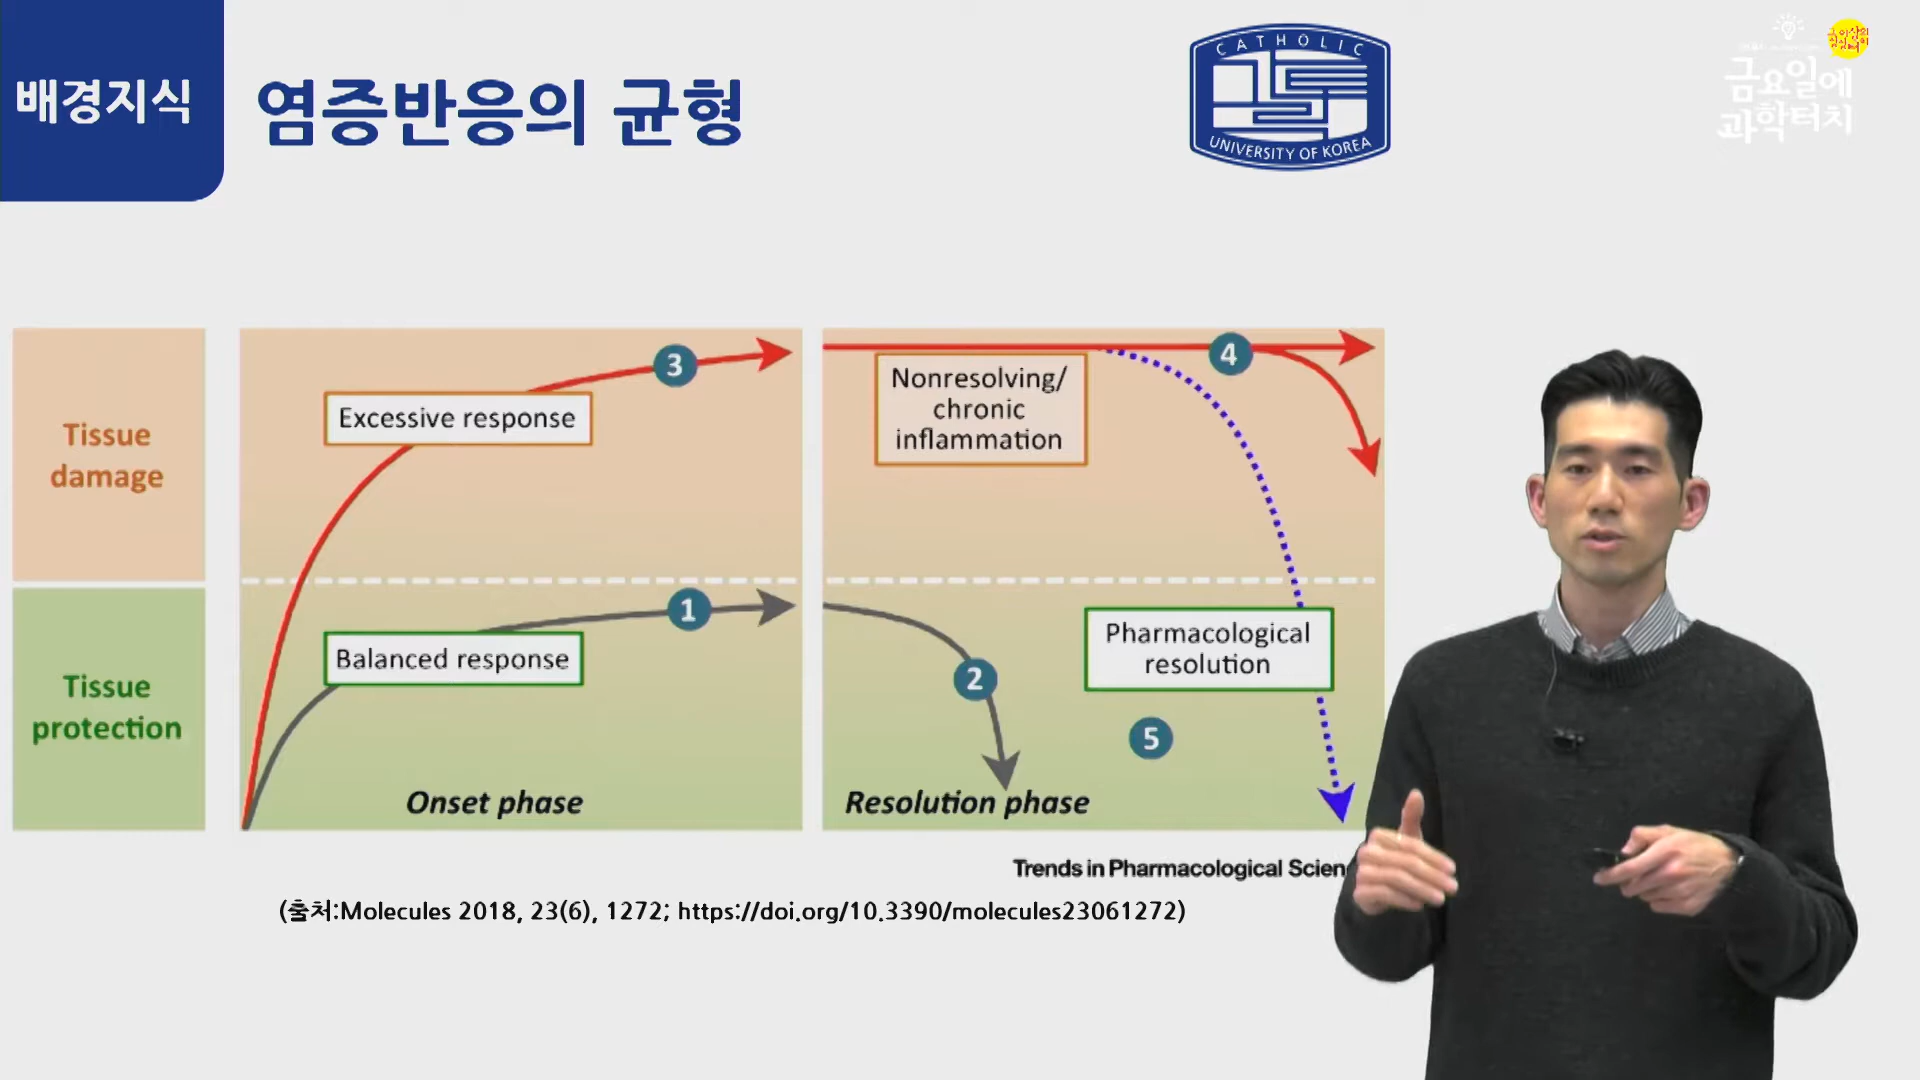 배경지식
염증반응의 균형
CATHOLIC
UNIVERSITY OF KOREA
금요일에
과학터치
Tissue
damage
Tissue
protection
3
Excessive response
1
Balanced response
Onset phase
4
Nonresolving/
chronic
inflammation
2
Pharmacological
resolution
5
Resolution phase
Trends in Pharmacological Scien
(출처:Molecules 2018, 23(6), 1272; https://doi.org/10.3390/molecules23061272)